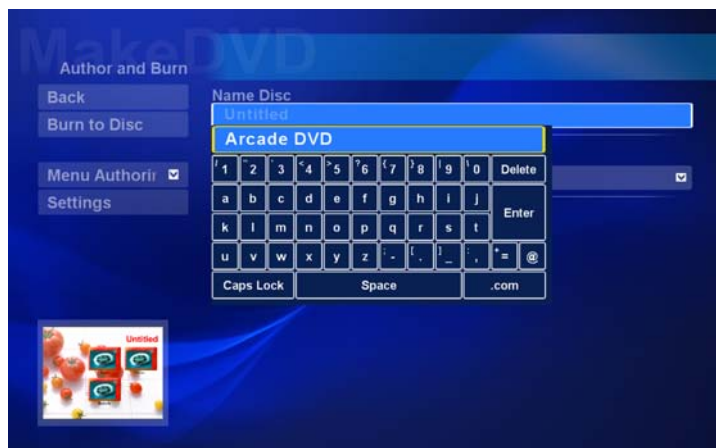 MakeDVD
Author and Burn
Back
Burn to Disc
Menu Authorir
Settings
Name Disc
Untitled
Arcade DVD
1 2 3 <4 >5 ?6 {7 }8 9 \0 Delete
a b c d e f g h i j
Enter
k l m n o p q r s t
u v w x y z ; - [ . ] _ : , + = @
Caps Lock Space .com
Untitled